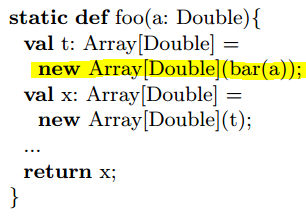 static def foo(a: Double){
val t: Array[Double] =
new Array[Double](bar(a));
val x: Array[Double] =
new Array[Double](t);
...
return x;
}